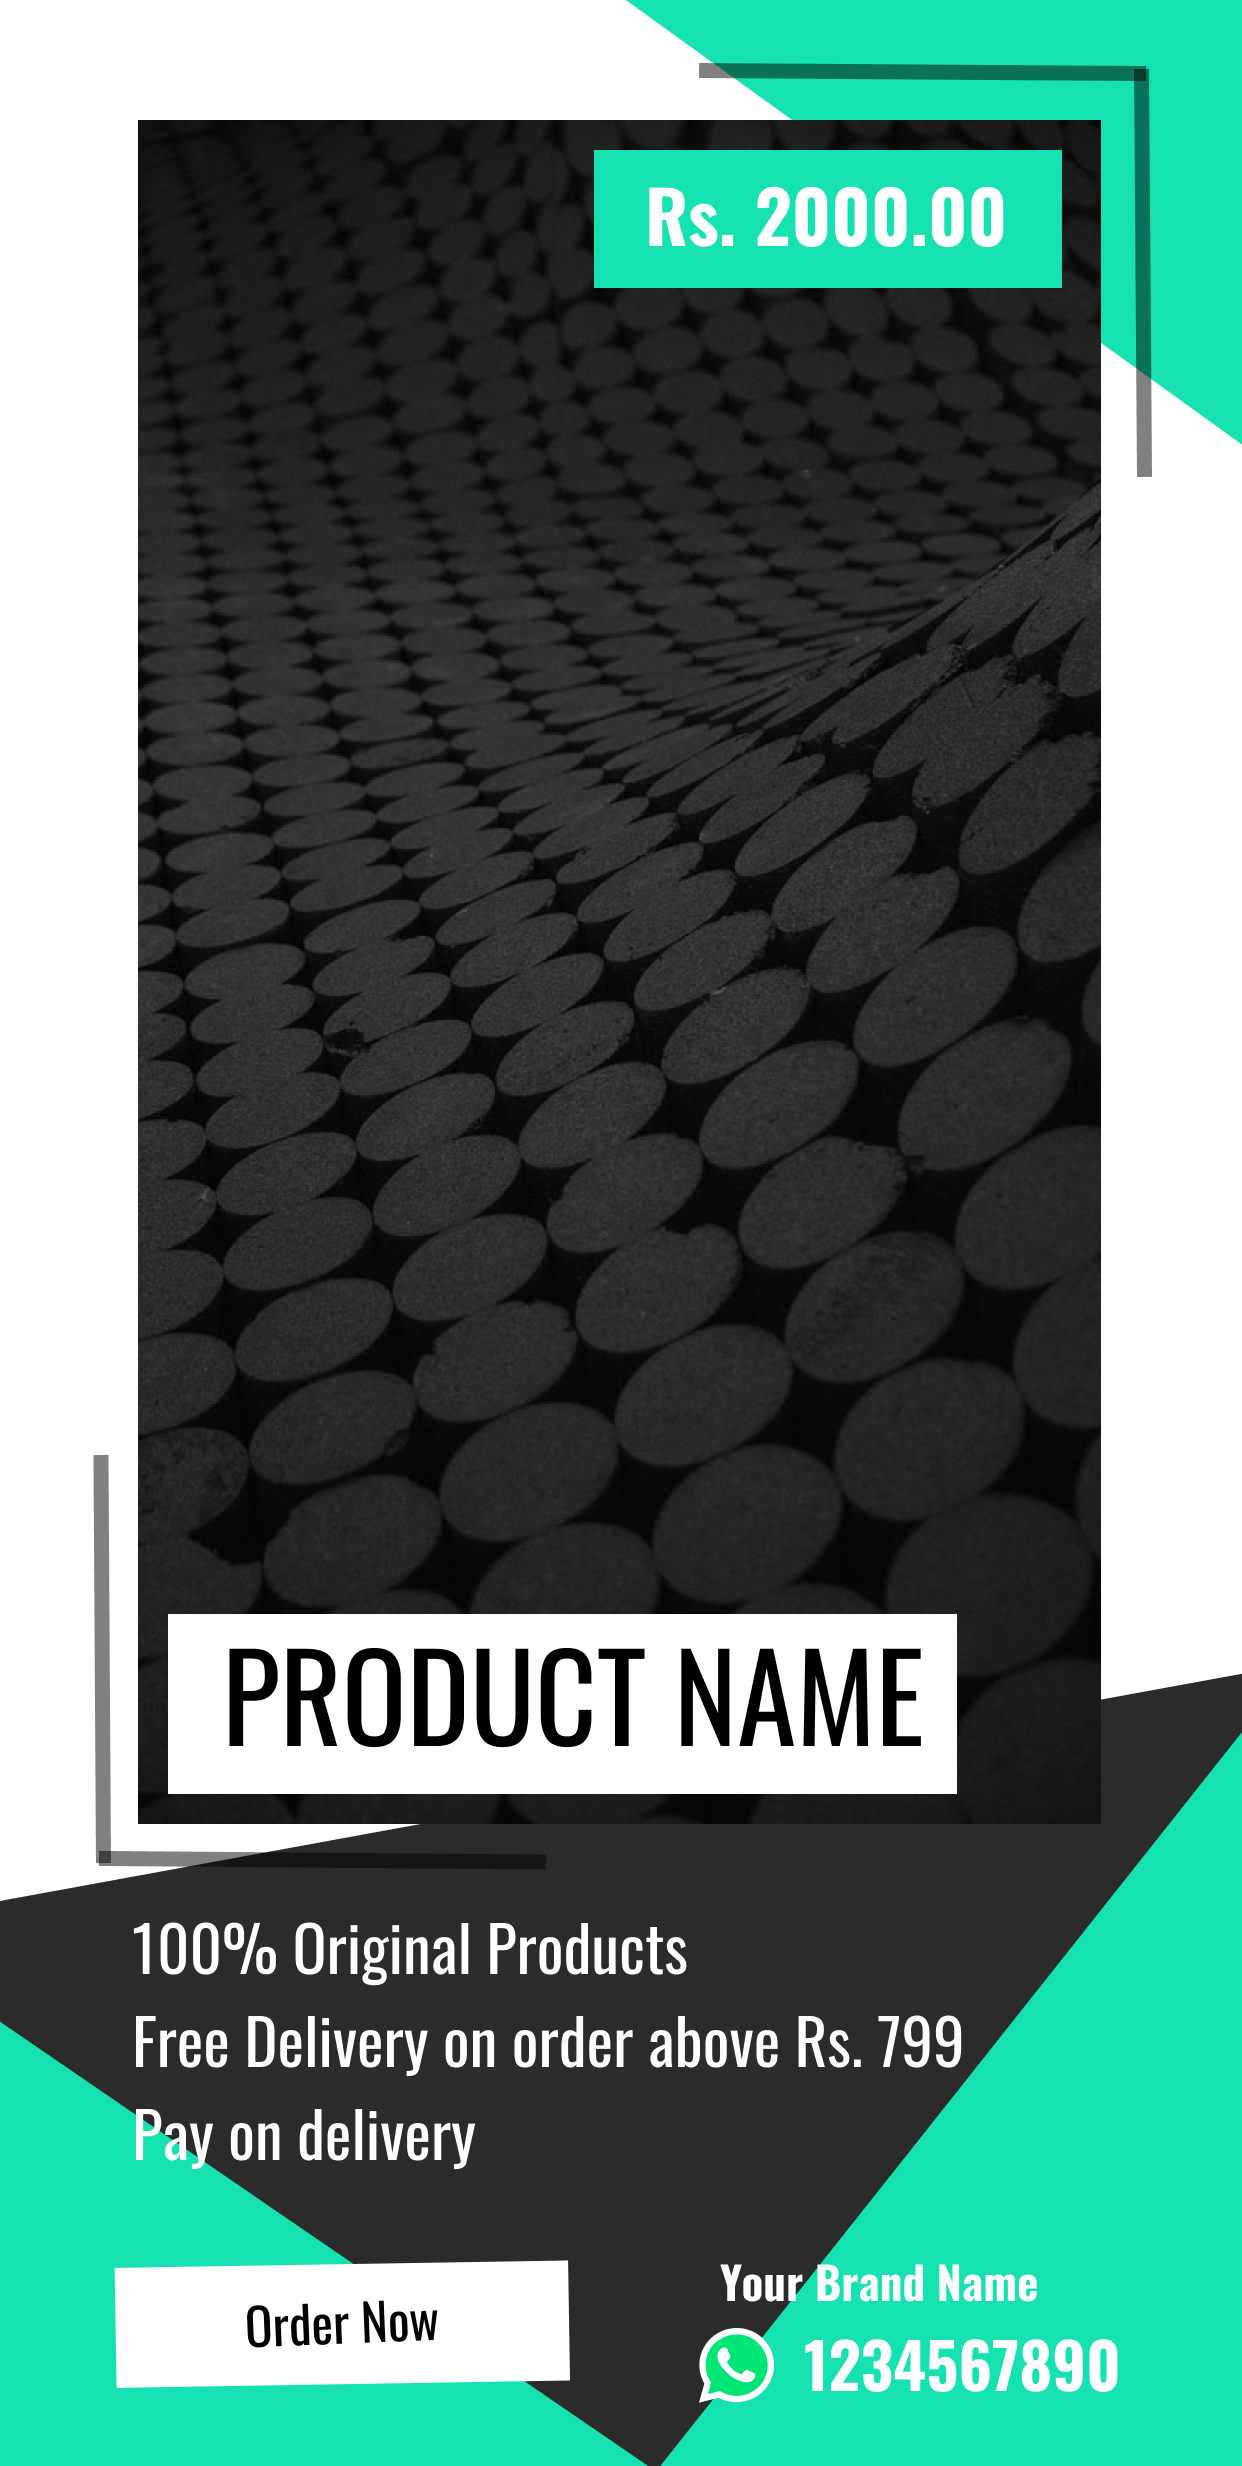 Rs. 2000.00
PRODUCT NAME
100% Original Products
Free Delivery on order above Rs. 799
Pay on delivery
Order Now
Your Brand Name
1234567890